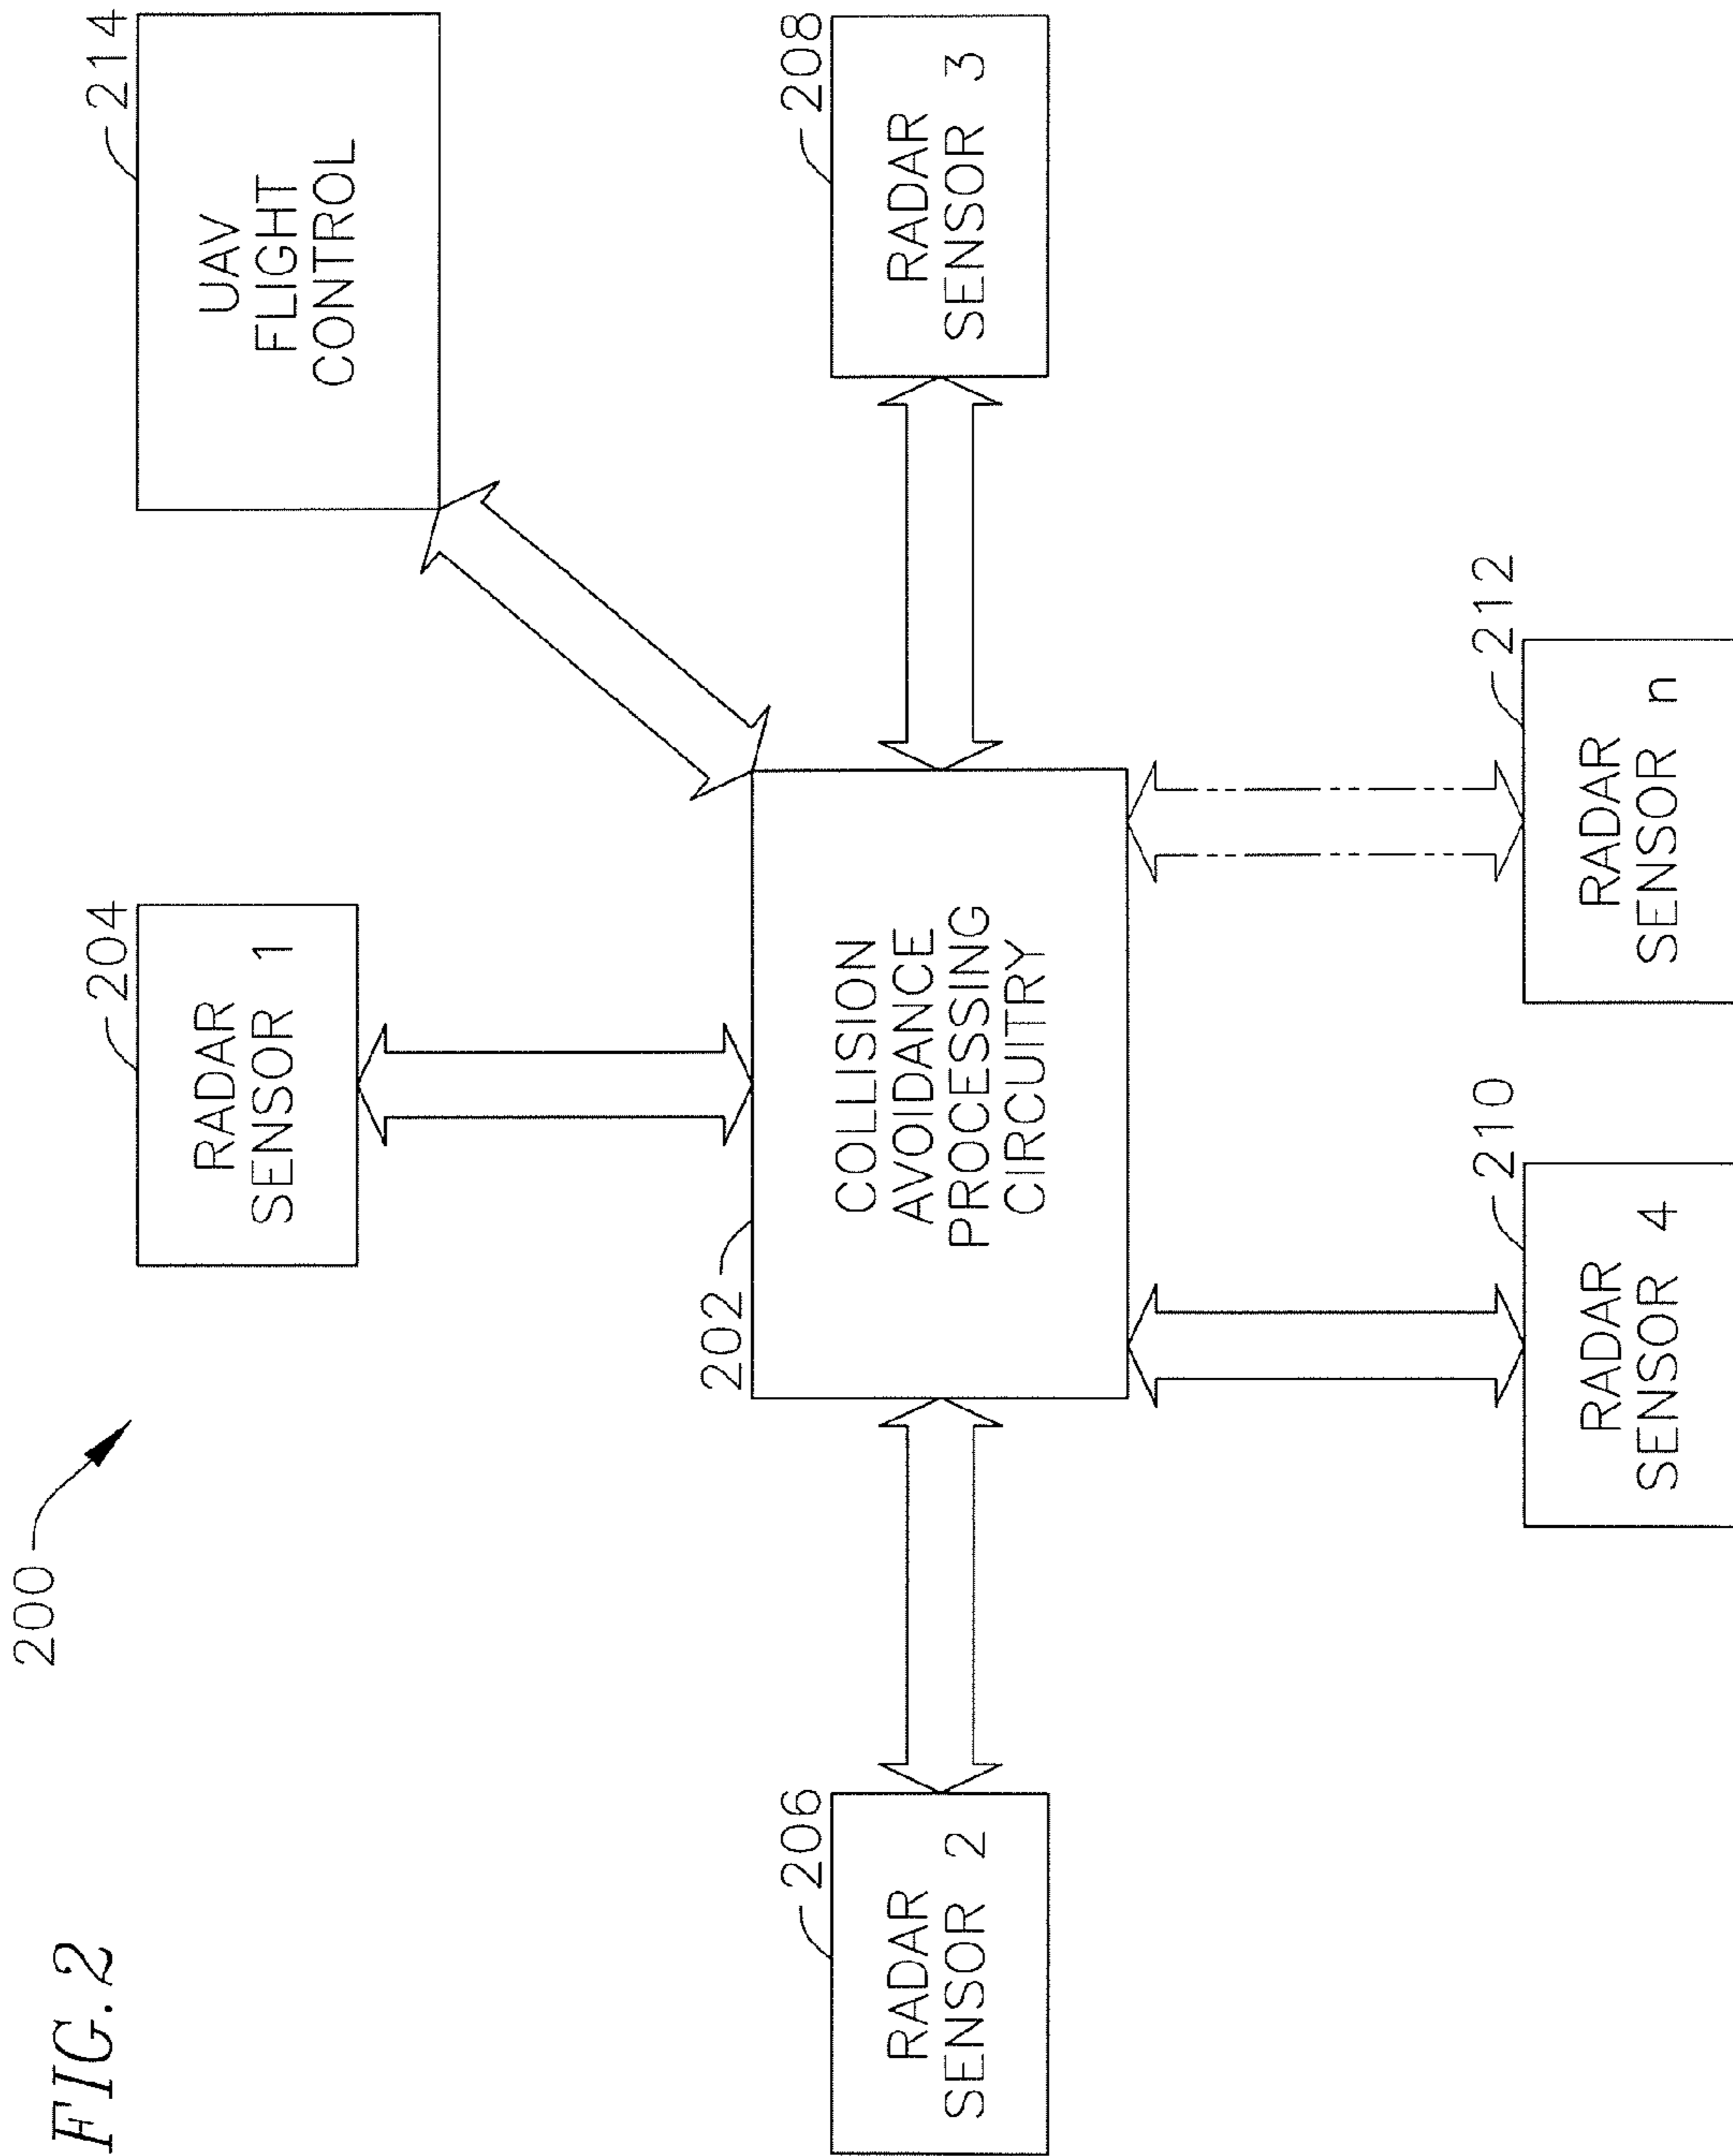 FIG.2
200
204
RADAR
SENSOR 1
214
UAV
FLIGHT
CONTROL
206
RADAR
SENSOR 2
202
COLLISION
AVOIDANCE
PROCESSING
CIRCUITRY
208
RADAR
SENSOR 3
210
RADAR
SENSOR 4
212
RADAR
SENSOR n